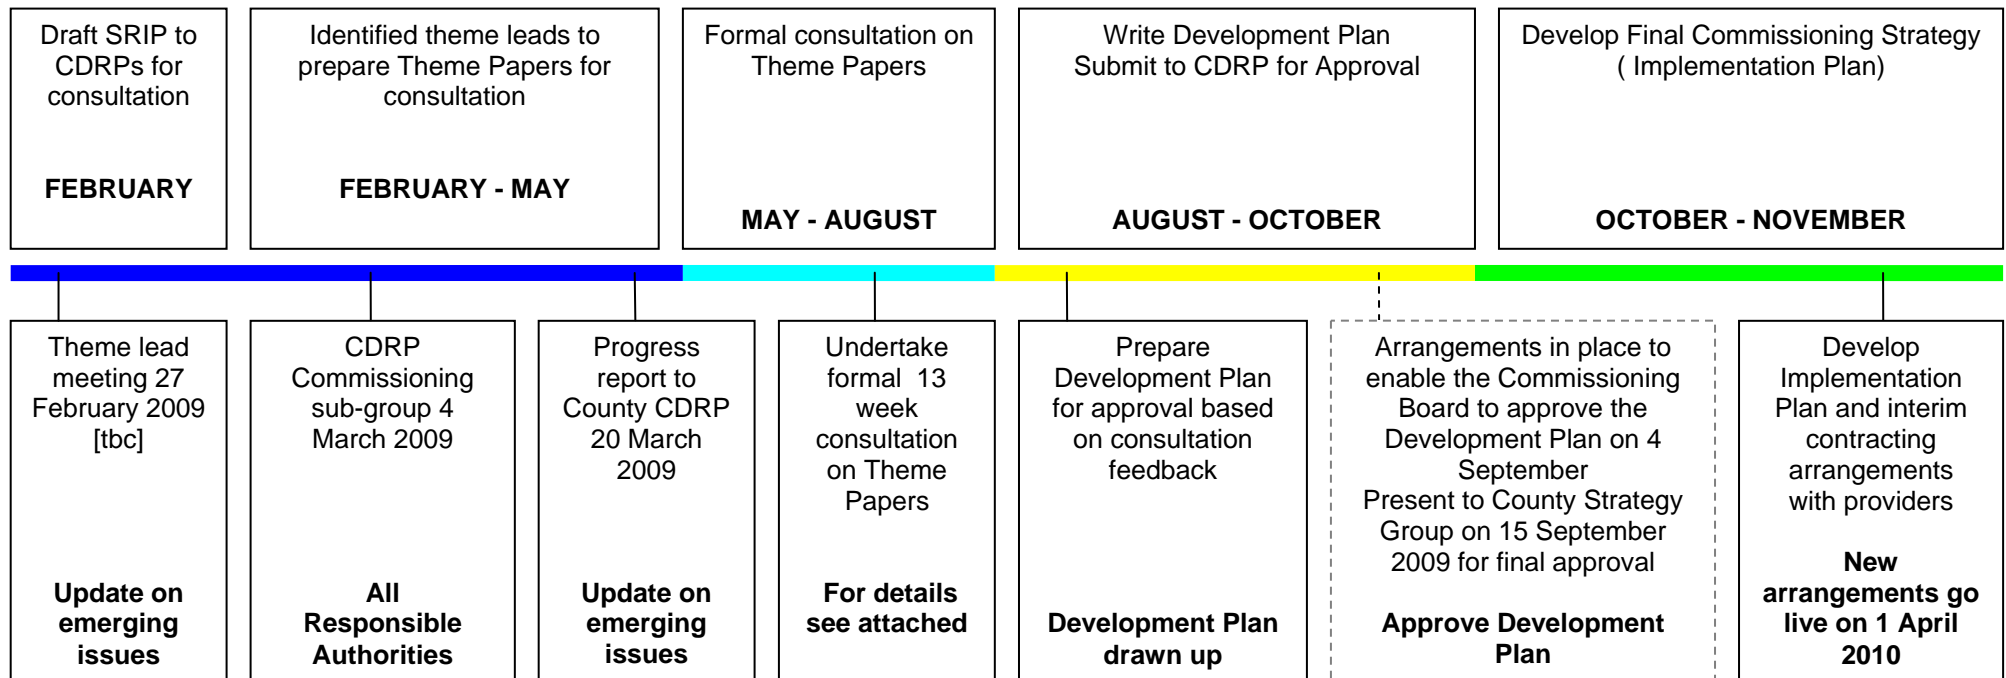 Draft SRIP to
CDRPs for
consultation
FEBRUARY
Identified theme leads to
prepare Theme Papers for
consultation
FEBRUARY - MAY
Formal consultation on
Theme Papers
MAY - AUGUST
Write Development Plan
Submit to CDRP for Approval
AUGUST - OCTOBER
Develop Final Commissioning Strategy
( Implementation Plan)
OCTOBER - NOVEMBER
Theme lead
meeting 27
February 2009
[tbc]
Update on
emerging
issues
CDRP
Commissioning
sub-group 4
March 2009
All
Responsible
Authorities
Progress
report to
County CDRP
20 March
2009
Update on
emerging
issues
Undertake
formal 13
week
consultation
on Theme
Papers
For details
see attached
Prepare
Development Plan
for approval based
on consultation
feedback
Development Plan
drawn up
Arrangements in place to
enable the Commissioning
Board to approve the
Development Plan on 4
September
Present to County Strategy
Group on 15 September
2009 for final approval
Approve Development
Plan
Develop
Implementation
Plan and interim
contracting
arrangements
with providers
New
arrangements go
live on 1 April
2010